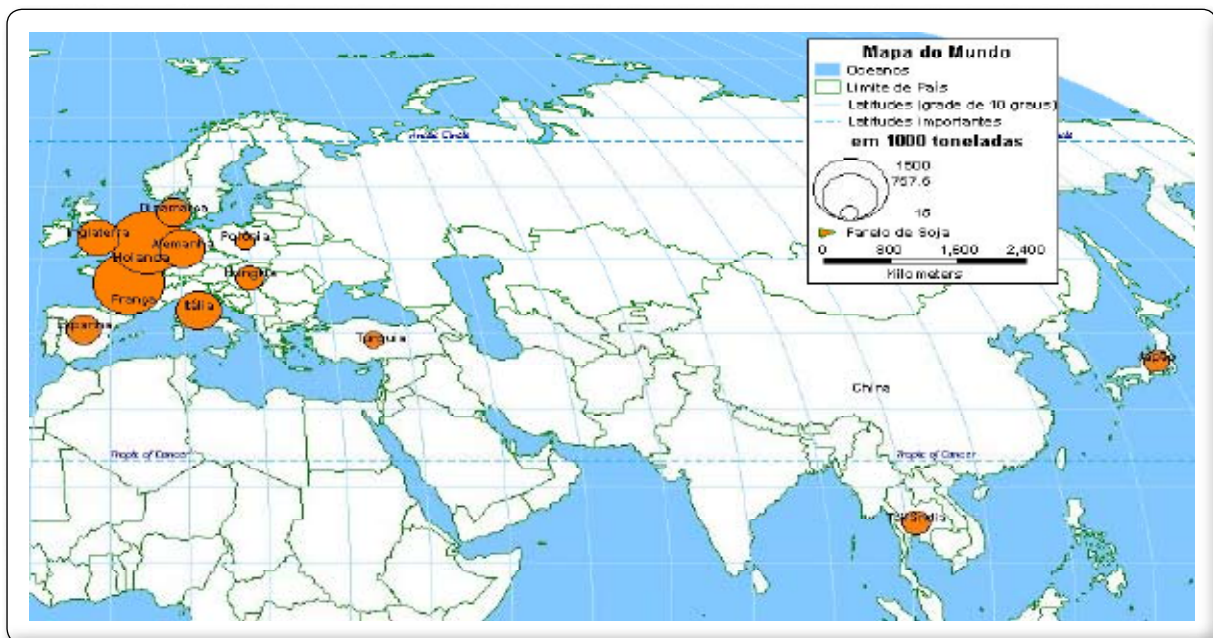 Mapa do Mundo
Oceanos
Limite de País
Latitudes (grade de 10 graus)
Latitudes importantes
em 1000 toneladas
1500
757.6
15
Farelo de Soja
0 800 1,600 2,400
Kilometers
Arctic Circle
Dinamarca
Inglaterra
Polônia
Alemanha
Holanda
Hungria
França
Itália
Espanha
Turquia
Japão
China
Tropic of Cancer
Tropic of Cancer
Tailândia